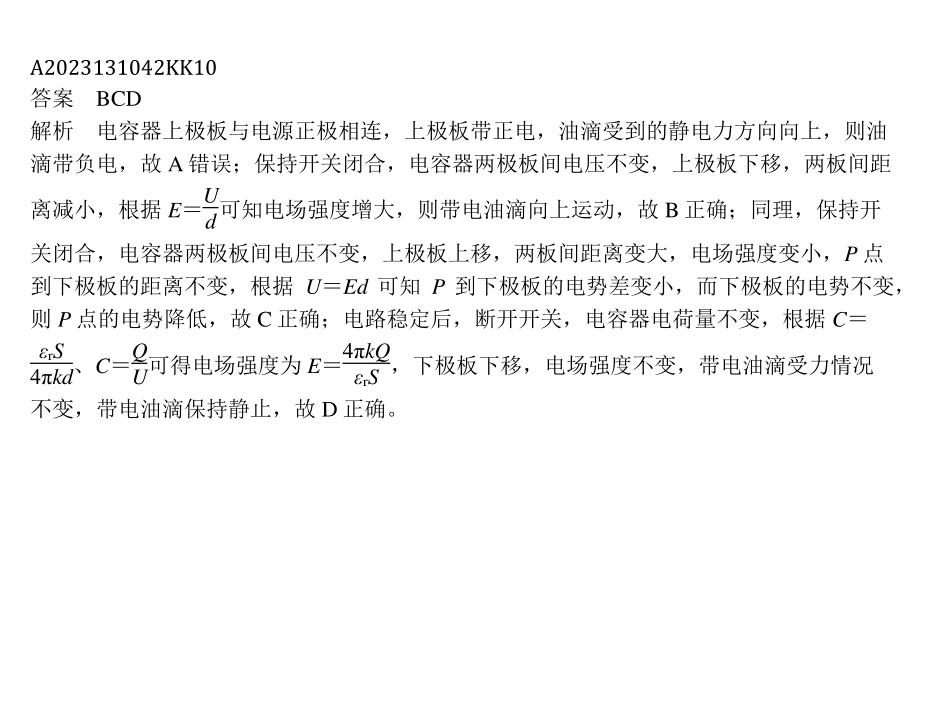 A2023131042KK10
答案　BCD
解析　电容器上极板与电源正极相连，上极板带正电，油滴受到的静电力方向向上，则油
滴带负电，故 A 错误；保持开关闭合，电容器两极板间电压不变，上极板下移，两板间距
离减小，根据 E＝U/d可知电场强度增大，则带电油滴向上运动，故 B 正确；同理，保持开
关闭合，电容器两极板间电压不变，上极板上移，两板间距离变大，电场强度变小，P 点
到下极板的距离不变，根据 U＝Ed 可知 P 到下极板的电势差变小，而下极板的电势不变，
则 P 点的电势降低，故 C 正确；电路稳定后，断开开关，电容器电荷量不变，根据 C＝
εrS/4πkd、C＝Q/U可得电场强度为 E＝4πkQ/εrS，下极板下移，电场强度不变，带电油滴受力情况
不变，带电油滴保持静止，故 D 正确。